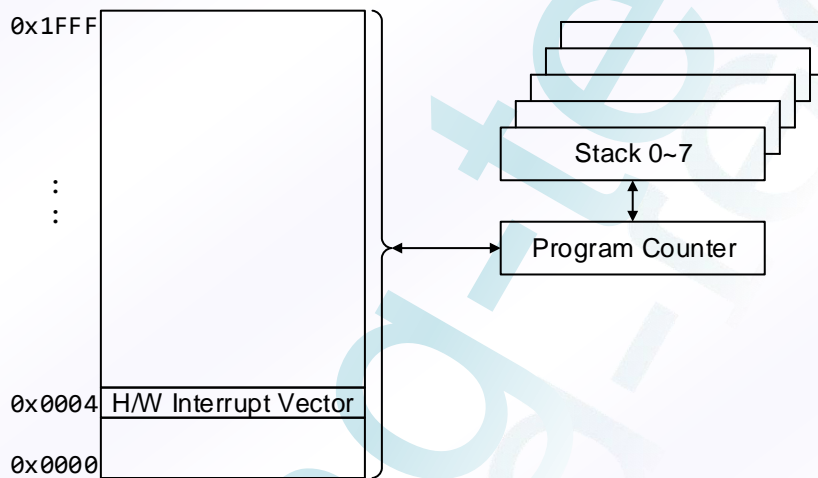 0x1FFF
:
:
0x0004
H/W Interrupt Vector
0x0000
Stack 0~7
Program Counter